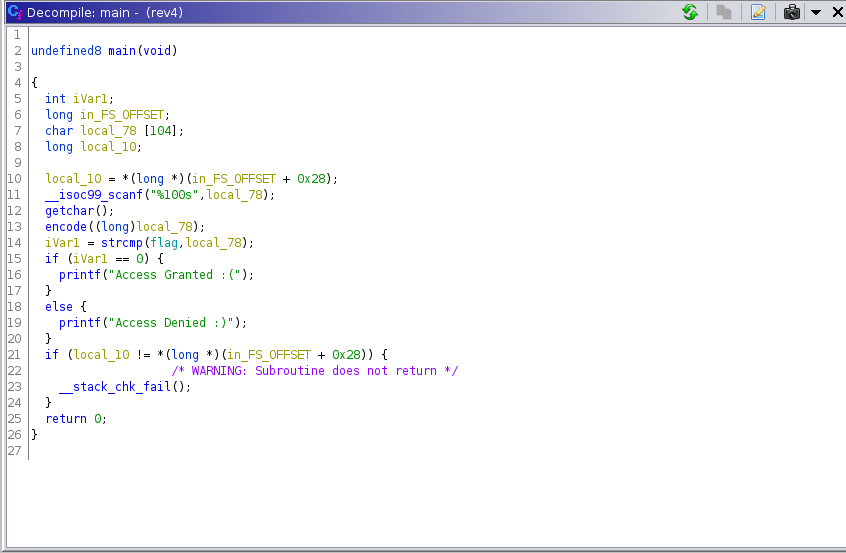 Decompile: main - (rev4)
1
2 undefined8 main(void)
3
4 {
5   int iVar1;
6   long in_FS_OFFSET;
7   char local_78 [104];
8   long local_10;
9
10   local_10 = *(long *)(in_FS_OFFSET + 0x28);
11   __isoc99_scanf("%100s",local_78);
12   getchar();
13   encode((long)local_78);
14   iVar1 = strcmp(flag,local_78);
15   if (iVar1 == 0) {
16     printf("Access Granted :(");
17   }
18   else {
19     printf("Access Denied :)");
20   }
21   if (local_10 != *(long *)(in_FS_OFFSET + 0x28)) {
22                     /* WARNING: Subroutine does not return */
23     __stack_chk_fail();
24   }
25   return 0;
26 }
27